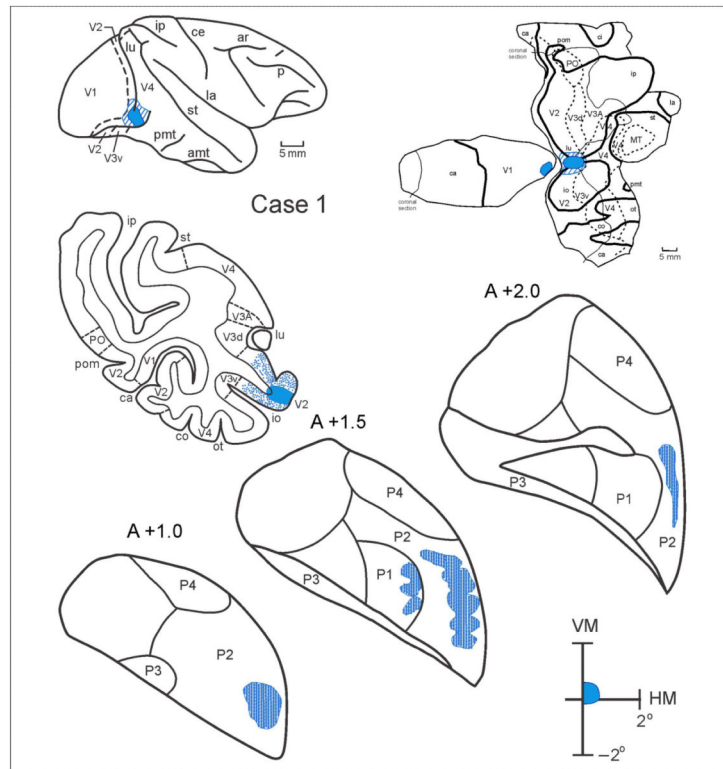 V2
ip
ce
ar
lu
p
V1
V4
la
st
V2
V3v
pmt
amt
5 mm
Case 1
ca
pom
ci
coronal
section
PO
ip
la
V2
V3d
V3A
V4
st
V4
MT
lu
V4
ca
V1
io
V3v
V2
pmt
V4
ot
co
ca
coronal
section
5 mm
ip
st
V4
V3A
lu
V3d
PO
pom
V1
V2
ca
V2
V3v
V2
io
co
V4
ot
A +2.0
P4
P3
P1
P2
A +1.5
P4
P2
P1
P3
A +1.0
P4
P2
P3
VM
HM
2°
–2°